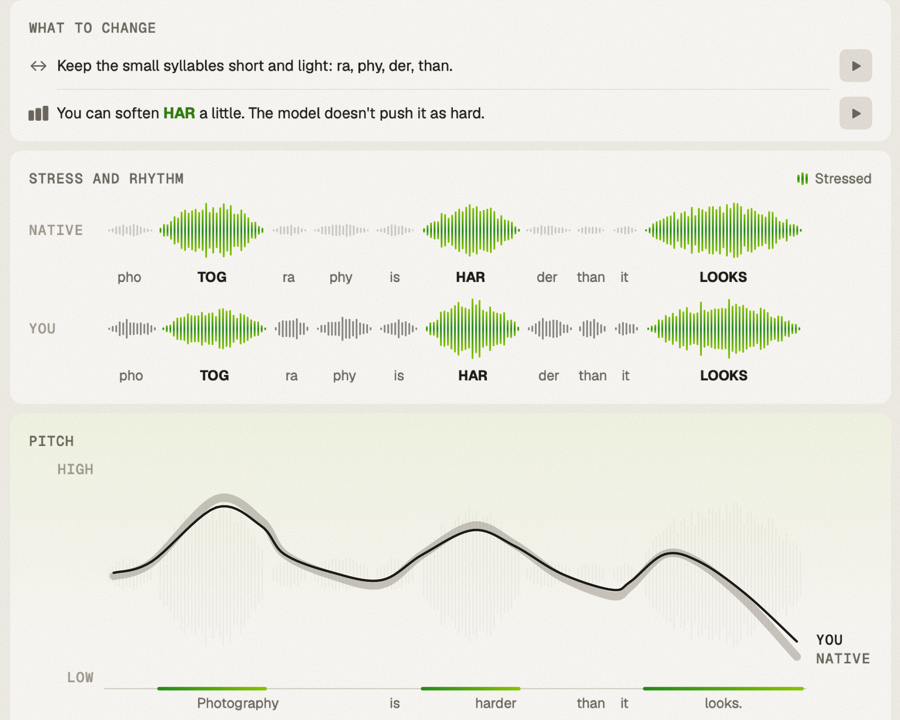 WHAT TO CHANGE
Keep the small syllables short and light: ra, phy, der, than.
You can soften HAR a little. The model doesn't push it as hard.
STRESS AND RHYTHM
Stressed
NATIVE
pho TOG ra phy is HAR der than it LOOKS
YOU
pho TOG ra phy is HAR der than it LOOKS
PITCH
HIGH
YOU
NATIVE
LOW
Photography is harder than it looks.